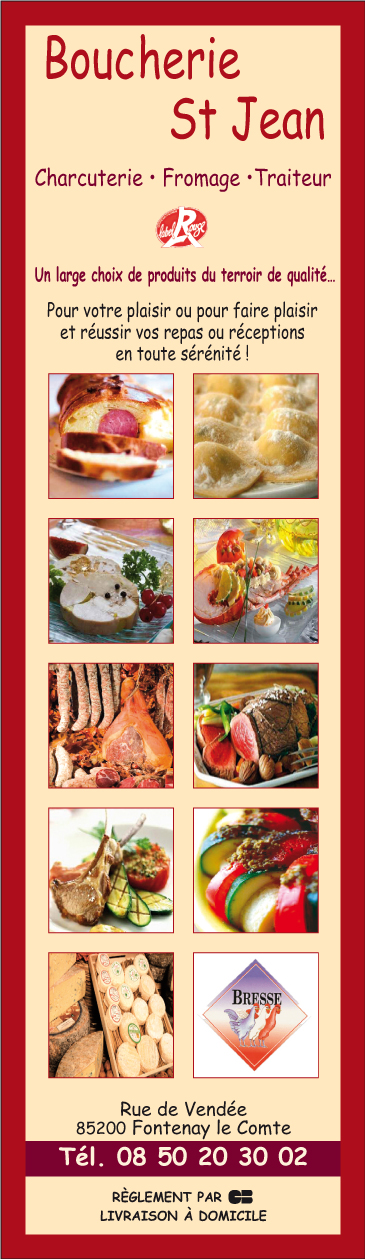 Boucherie
St Jean
Charcuterie • Fromage • Traiteur
Label Rouge
Un large choix de produits du terroir de qualité...
Pour votre plaisir ou pour faire plaisir
et réussir vos repas ou réceptions
en toute sérénité !
BRESSE
Rue de Vendée
85200 Fontenay le Comte
Tél. 08 50 20 30 02
RÈGLEMENT PAR CB
LIVRAISON À DOMICILE